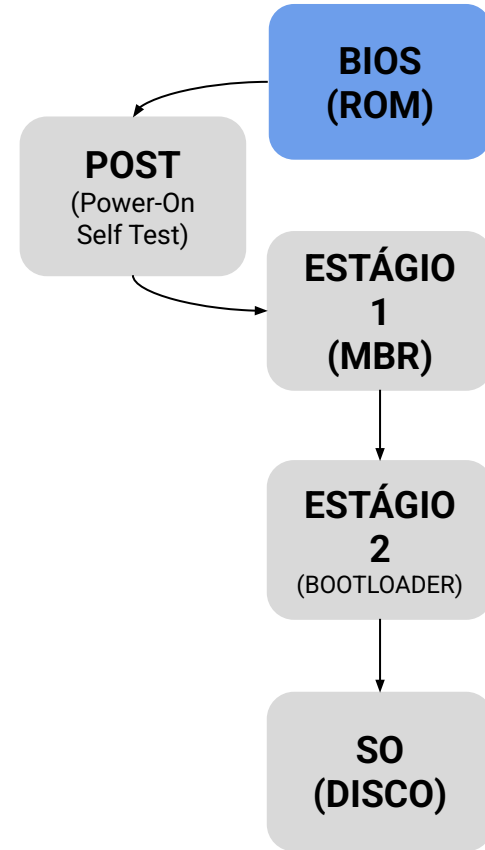 BIOS
(ROM)
POST
(Power-On
Self Test)
ESTÁGIO
1
(MBR)
ESTÁGIO
2
(BOOTLOADER)
SO
(DISCO)